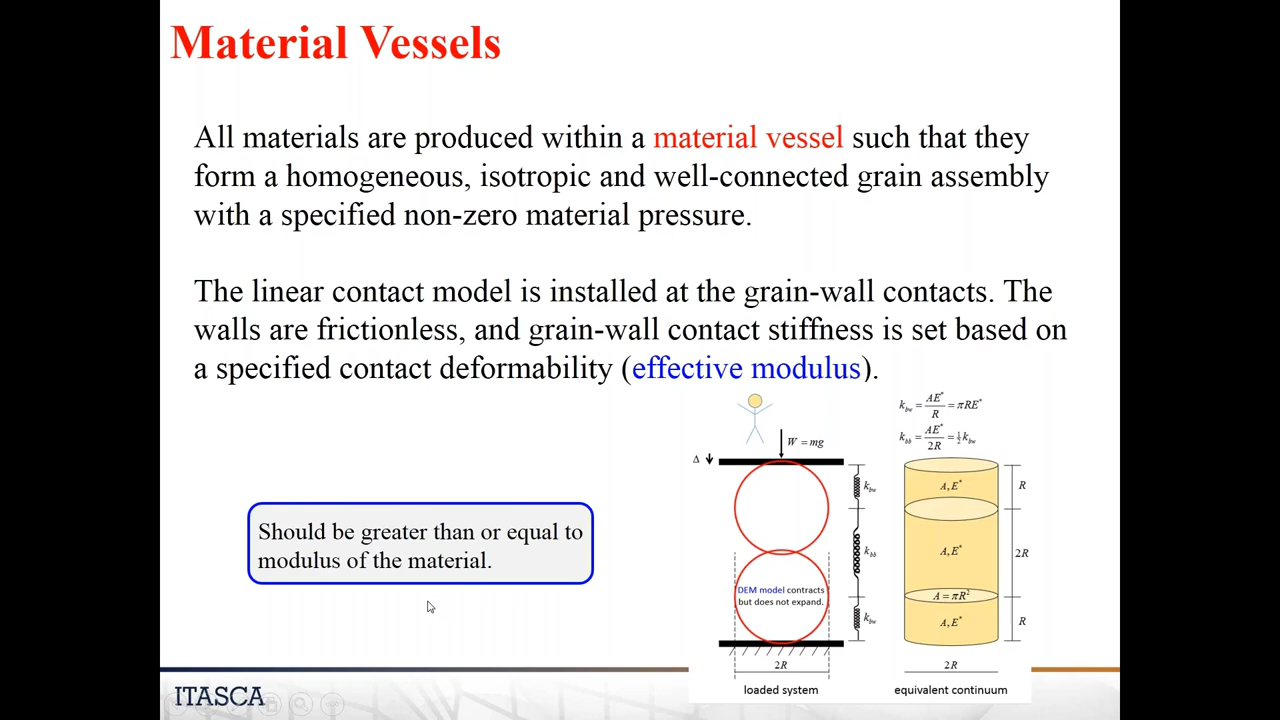 Material Vessels
All materials are produced within a material vessel such that they
form a homogeneous, isotropic and well-connected grain assembly
with a specified non-zero material pressure.
The linear contact model is installed at the grain-wall contacts. The
walls are frictionless, and grain-wall contact stiffness is set based on
a specified contact deformability (effective modulus).
Should be greater than or equal to
modulus of the material.
W = mg
Δ
k_bw
k_bb
k_bw
DEM model contracts
but does not expand.
2R
loaded system
k_bw = AE*/R = πRE*
k_bb = AE*/2R = ½k_bw
A, E*
R
A, E*
2R
A = πR²
A, E*
R
2R
equivalent continuum
ITASCA